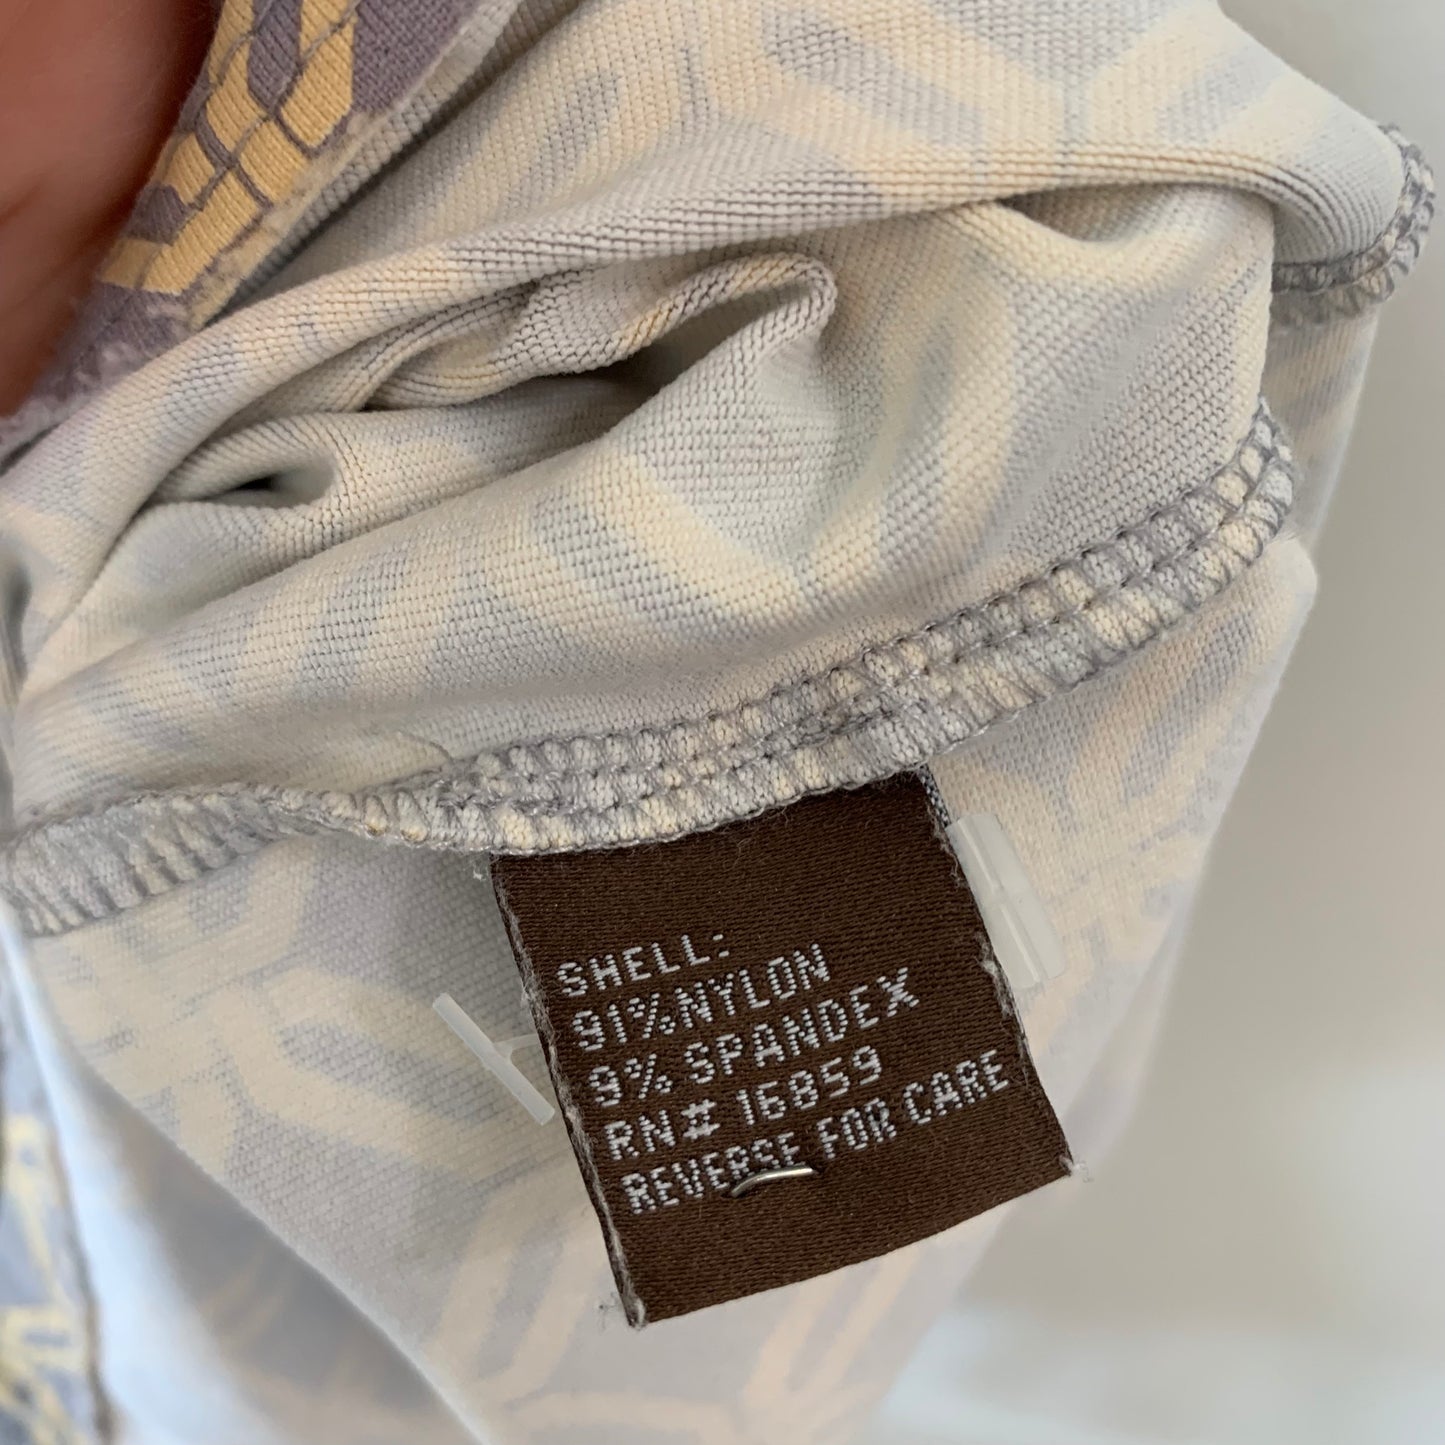 SHELL:
91%NYLON
9% SPANDEX
RN# 16859
REVERSE FOR CARE